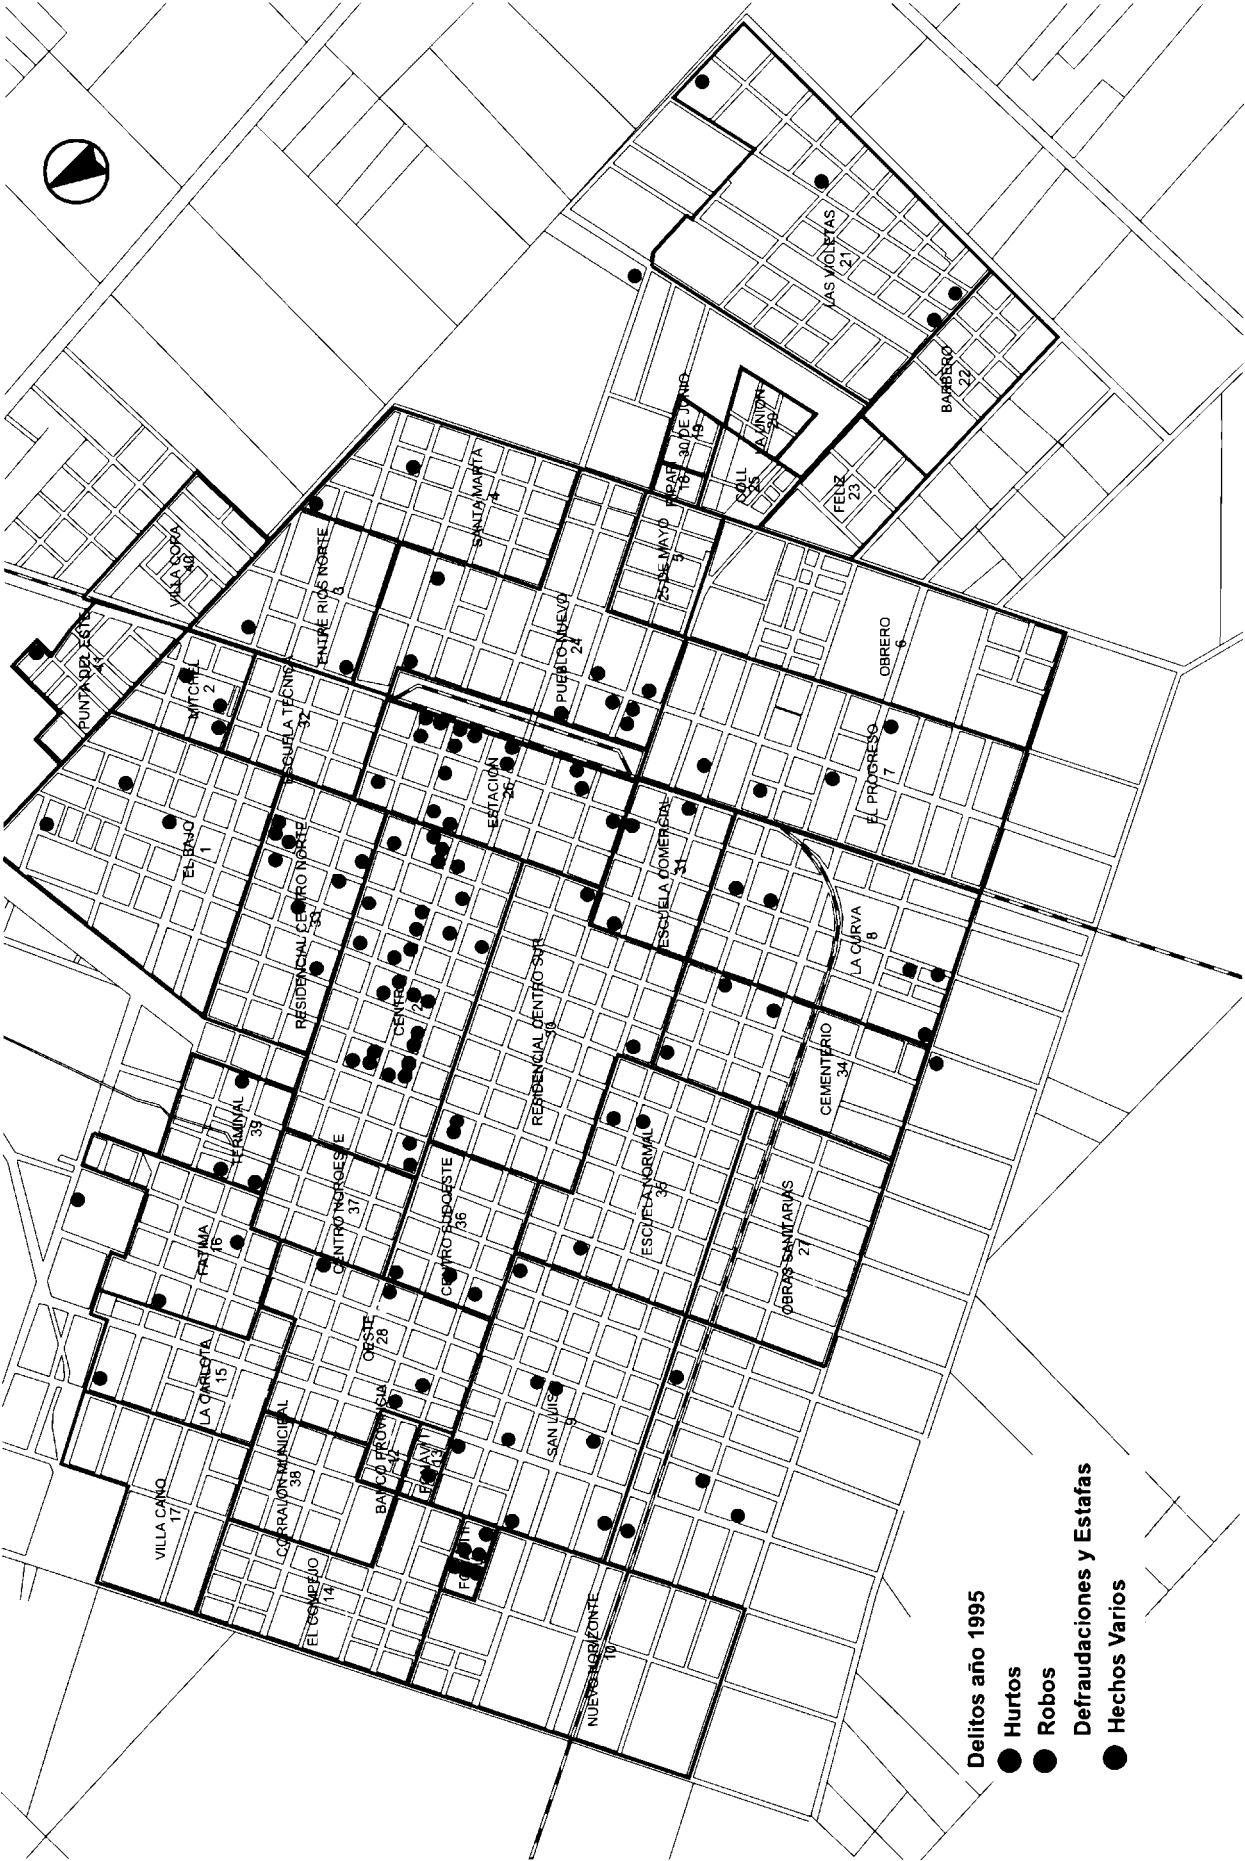 PUNTA DEL ESTE
41
VILLA CORA
40
MITCHEL
2
ENTRE RIOS NORTE
3
SANTA MARTA
4
ESCUELA TECNICA
32
EL BAJO
1
RESIDENCIAL CENTRO NORTE
33
PUEBLO NUEVO
24
25 DE MAYO
5
18
30 DE JUNIO
19
COLL
25
LA UNION
20
LAS VIOLETAS
21
BARBERO
22
FELIZ
23
OBRERO
6
EL PROGRESO
7
ESTACION
26
ESCUELA COMERCIAL
31
LA CURVA
8
CENTRO
RESIDENCIAL CENTRO SUR
30
CEMENTERIO
34
TERMINAL
39
CENTRO NOROESTE
37
CENTRO SUDOESTE
36
ESCUELA NORMAL
35
OBRAS SANITARIAS
27
FATIMA
16
LA CARLOTA
15
OESTE
28
VILLA CANO
17
CORRALON MUNICIPAL
38
BANCO PROVINCIA
12
13
SAN LUIS
9
EL COMPEJO
14
NUEVO HORIZONTE
10
Delitos año 1995
Hurtos
Robos
Defraudaciones y Estafas
Hechos Varios